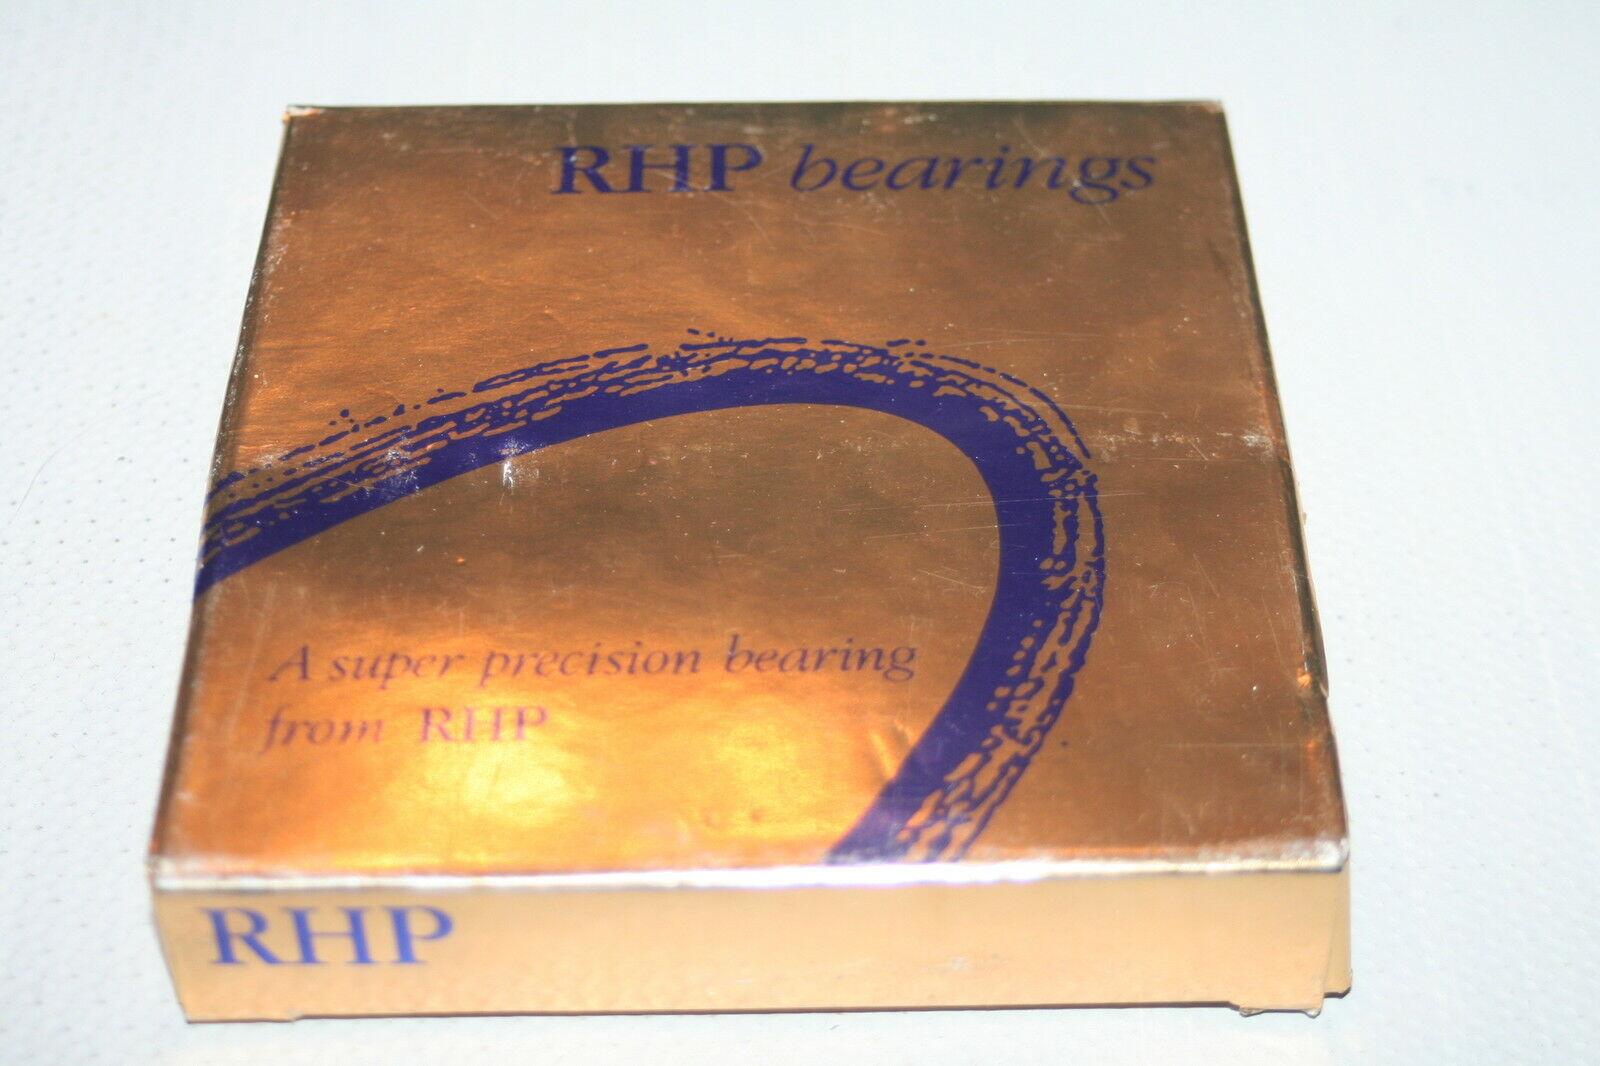 RHP bearings
A super precision bearing
from RHP
RHP